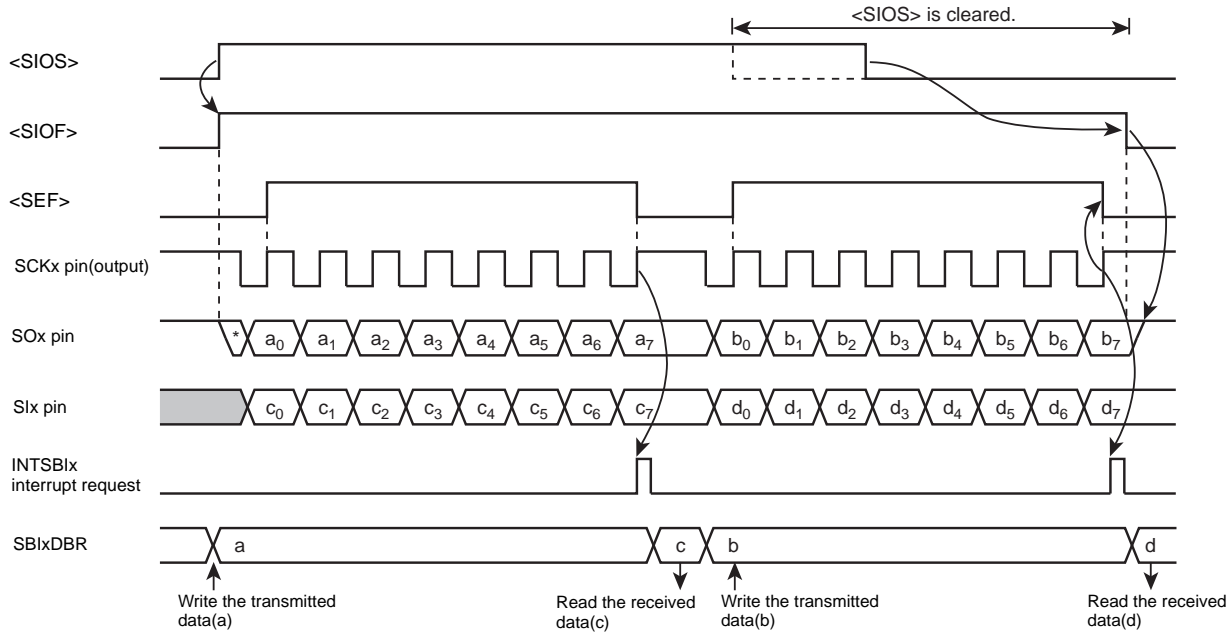 <SIOS> is cleared.
<SIOS>
<SIOF>
<SEF>
SCKx pin(output)
SOx pin
* a0 a1 a2 a3 a4 a5 a6 a7 b0 b1 b2 b3 b4 b5 b6 b7
SIx pin
c0 c1 c2 c3 c4 c5 c6 c7 d0 d1 d2 d3 d4 d5 d6 d7
INTSBIx
interrupt request
SBIxDBR
a c b d
Write the transmitted
data(a)
Read the received
data(c)
Write the transmitted
data(b)
Read the received
data(d)